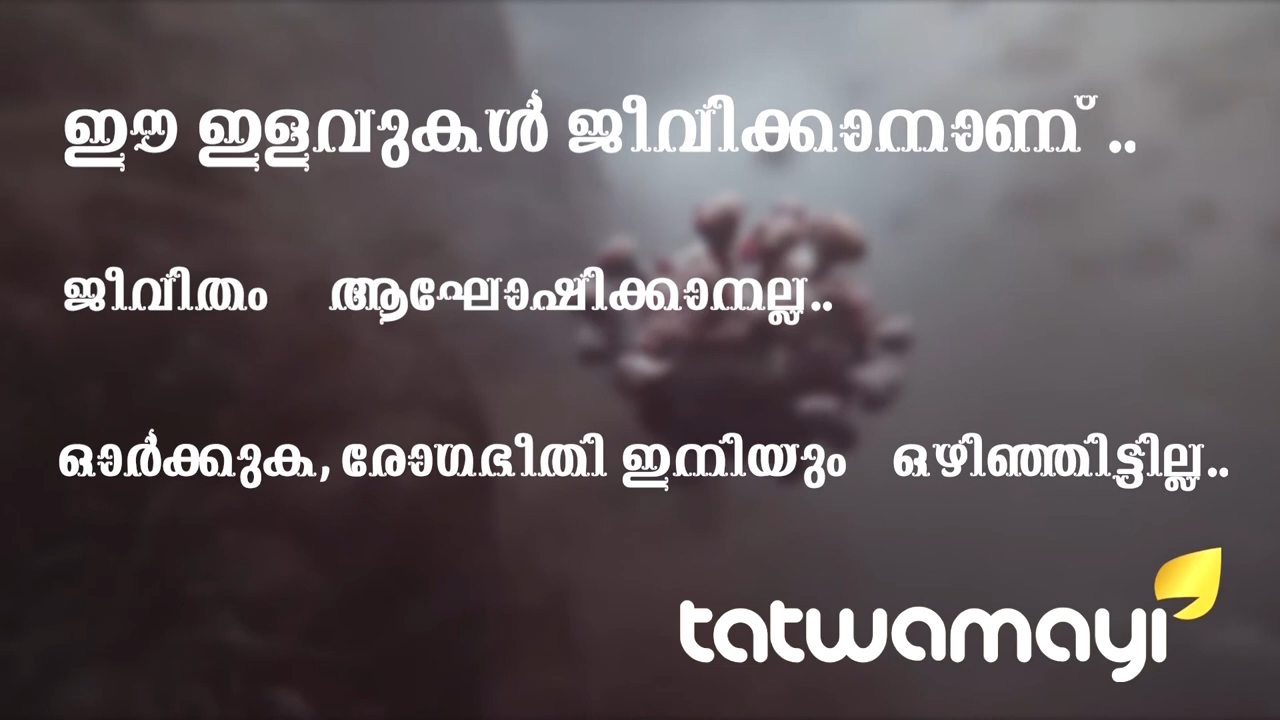 ഈ ഇളവുകൾ ജീവിക്കാനാണ് ..
ജീവിതം ആഘോഷിക്കാനല്ല..
ഓർക്കുക, രോഗഭീതി ഇനിയും ഒഴിഞ്ഞിട്ടില്ല..
tatwamayi